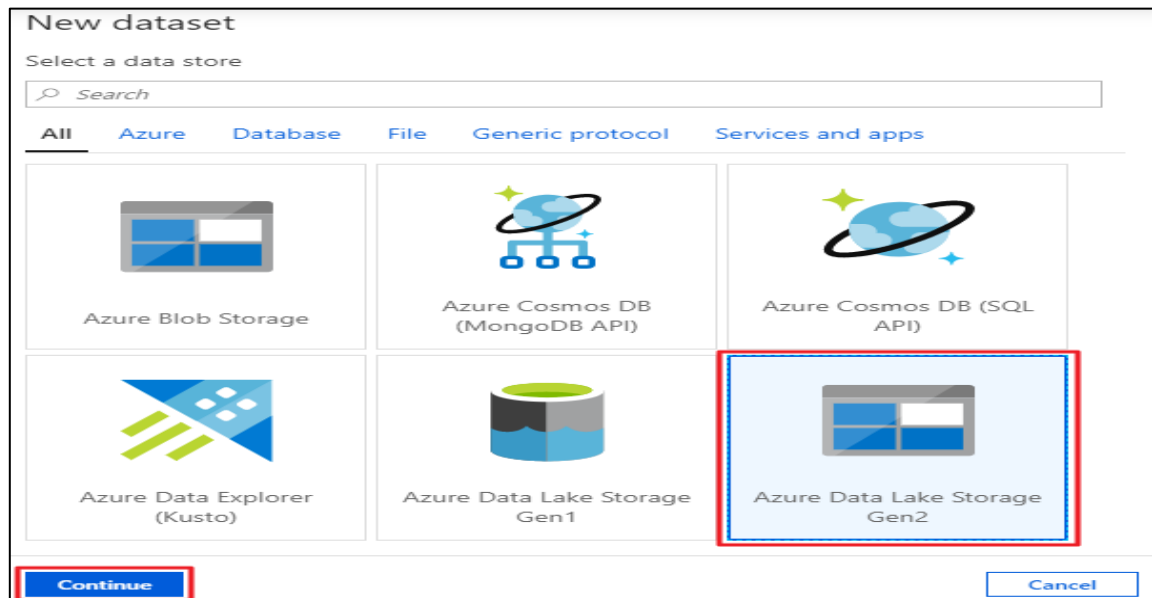 New dataset
Select a data store
Search
All Azure Database File Generic protocol Services and apps
Azure Blob Storage
Azure Cosmos DB
(MongoDB API)
Azure Cosmos DB (SQL
API)
Azure Data Explorer
(Kusto)
Azure Data Lake Storage
Gen1
Azure Data Lake Storage
Gen2
Continue
Cancel